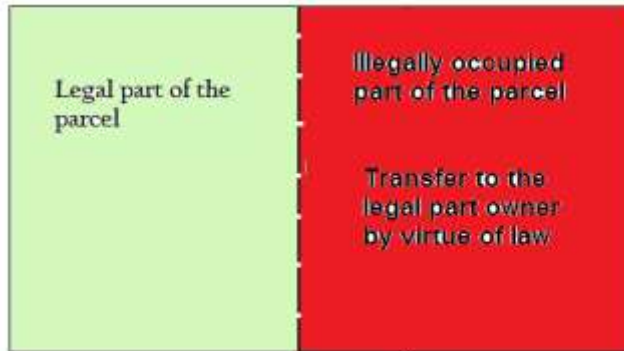 Legal part of the
parcel
Illegally occupied
part of the parcel
Transfer to the
legal part owner
by virtue of law